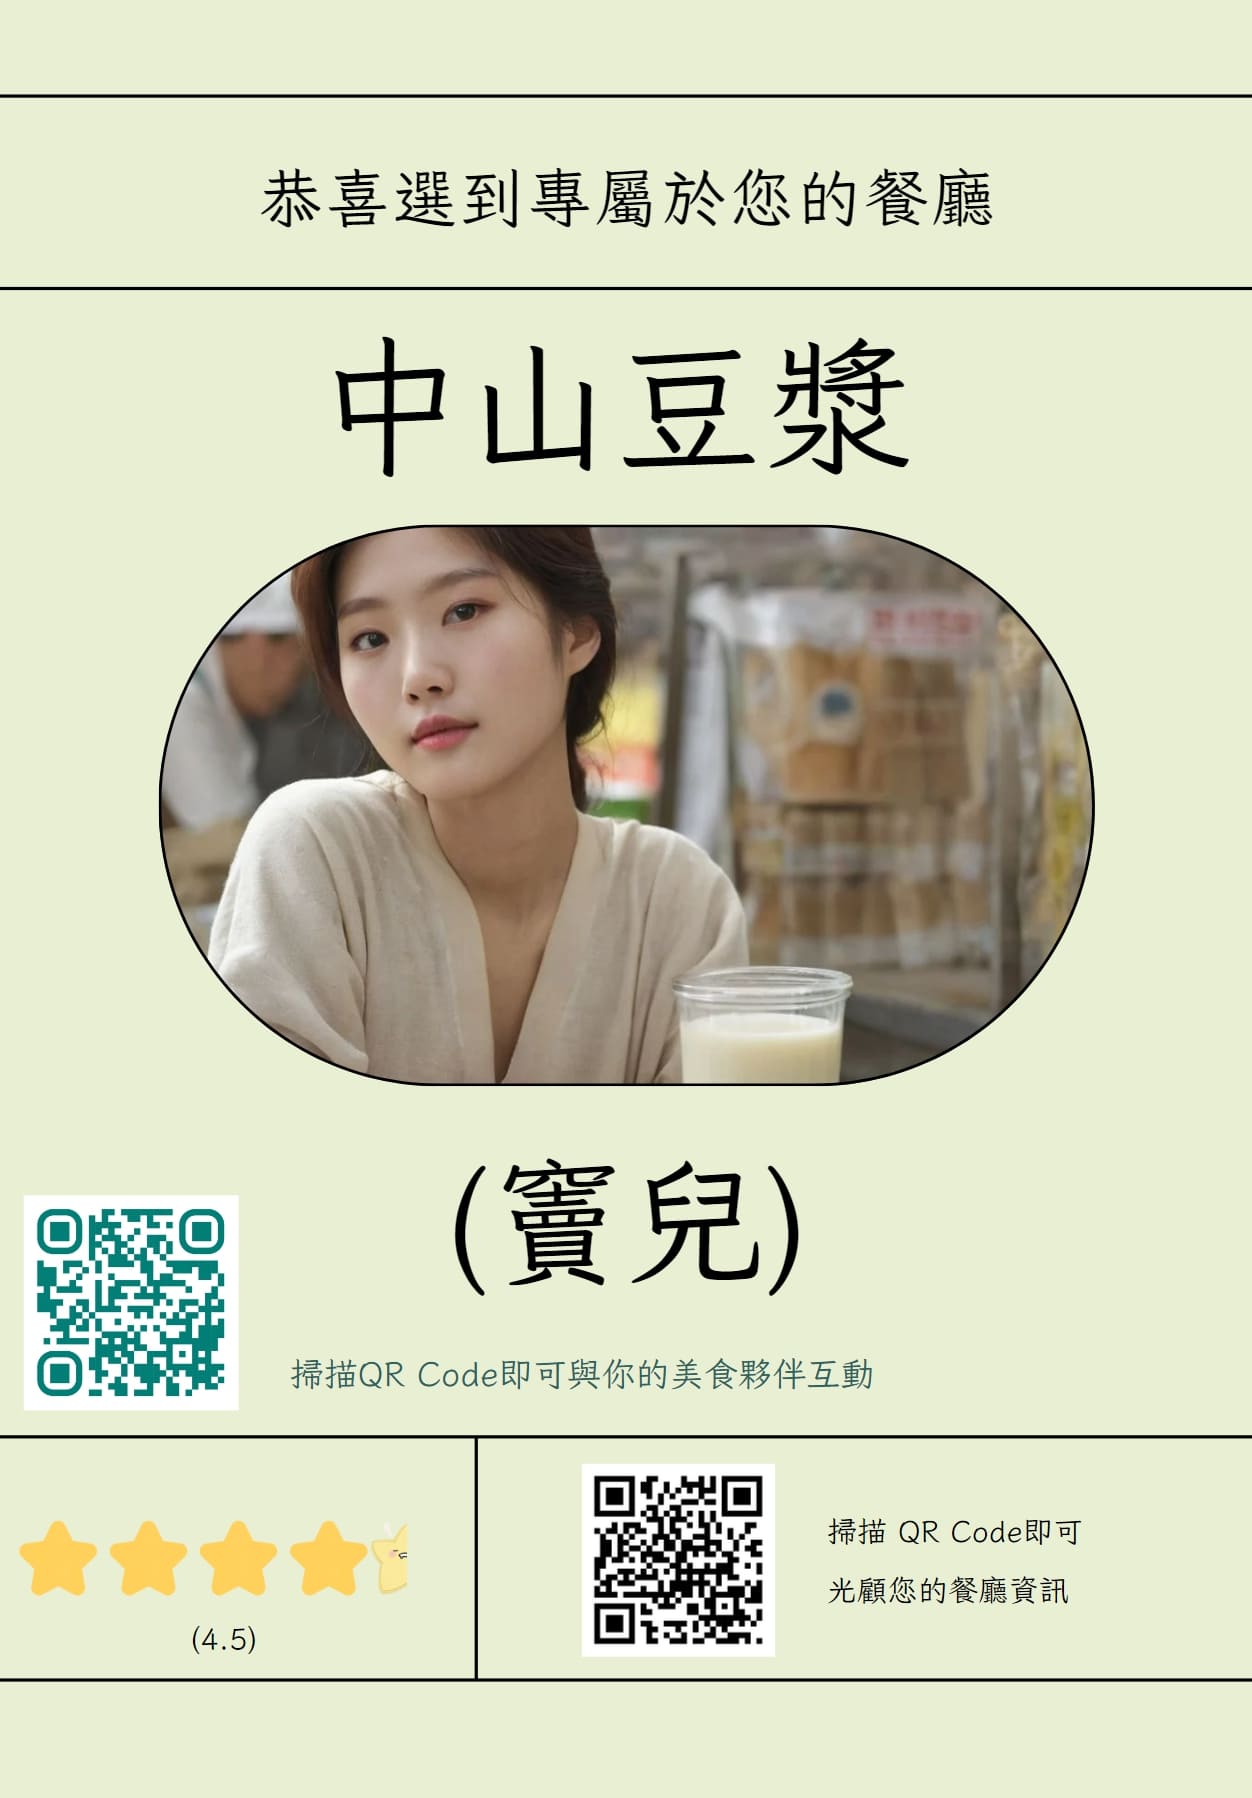 恭喜選到專屬於您的餐廳
中山豆漿
(竇兒)
掃描QR Code即可與你的美食夥伴互動
(4.5)
掃描 QR Code即可
光顧您的餐廳資訊